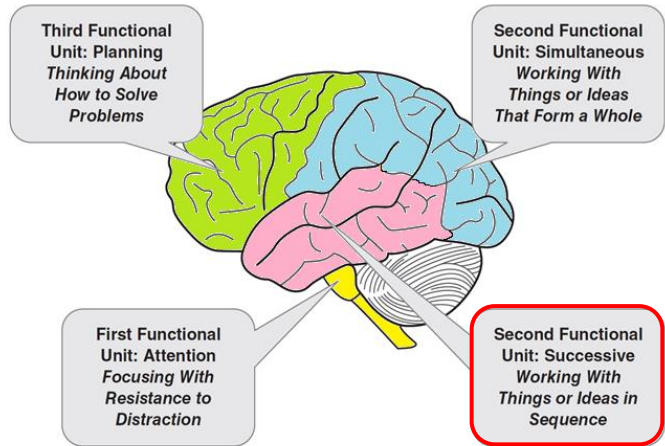 Third Functional
Unit: Planning
Thinking About
How to Solve
Problems
Second Functional
Unit: Simultaneous
Working With
Things or Ideas
That Form a Whole
First Functional
Unit: Attention
Focusing With
Resistance to
Distraction
Second Functional
Unit: Successive
Working With
Things or Ideas in
Sequence